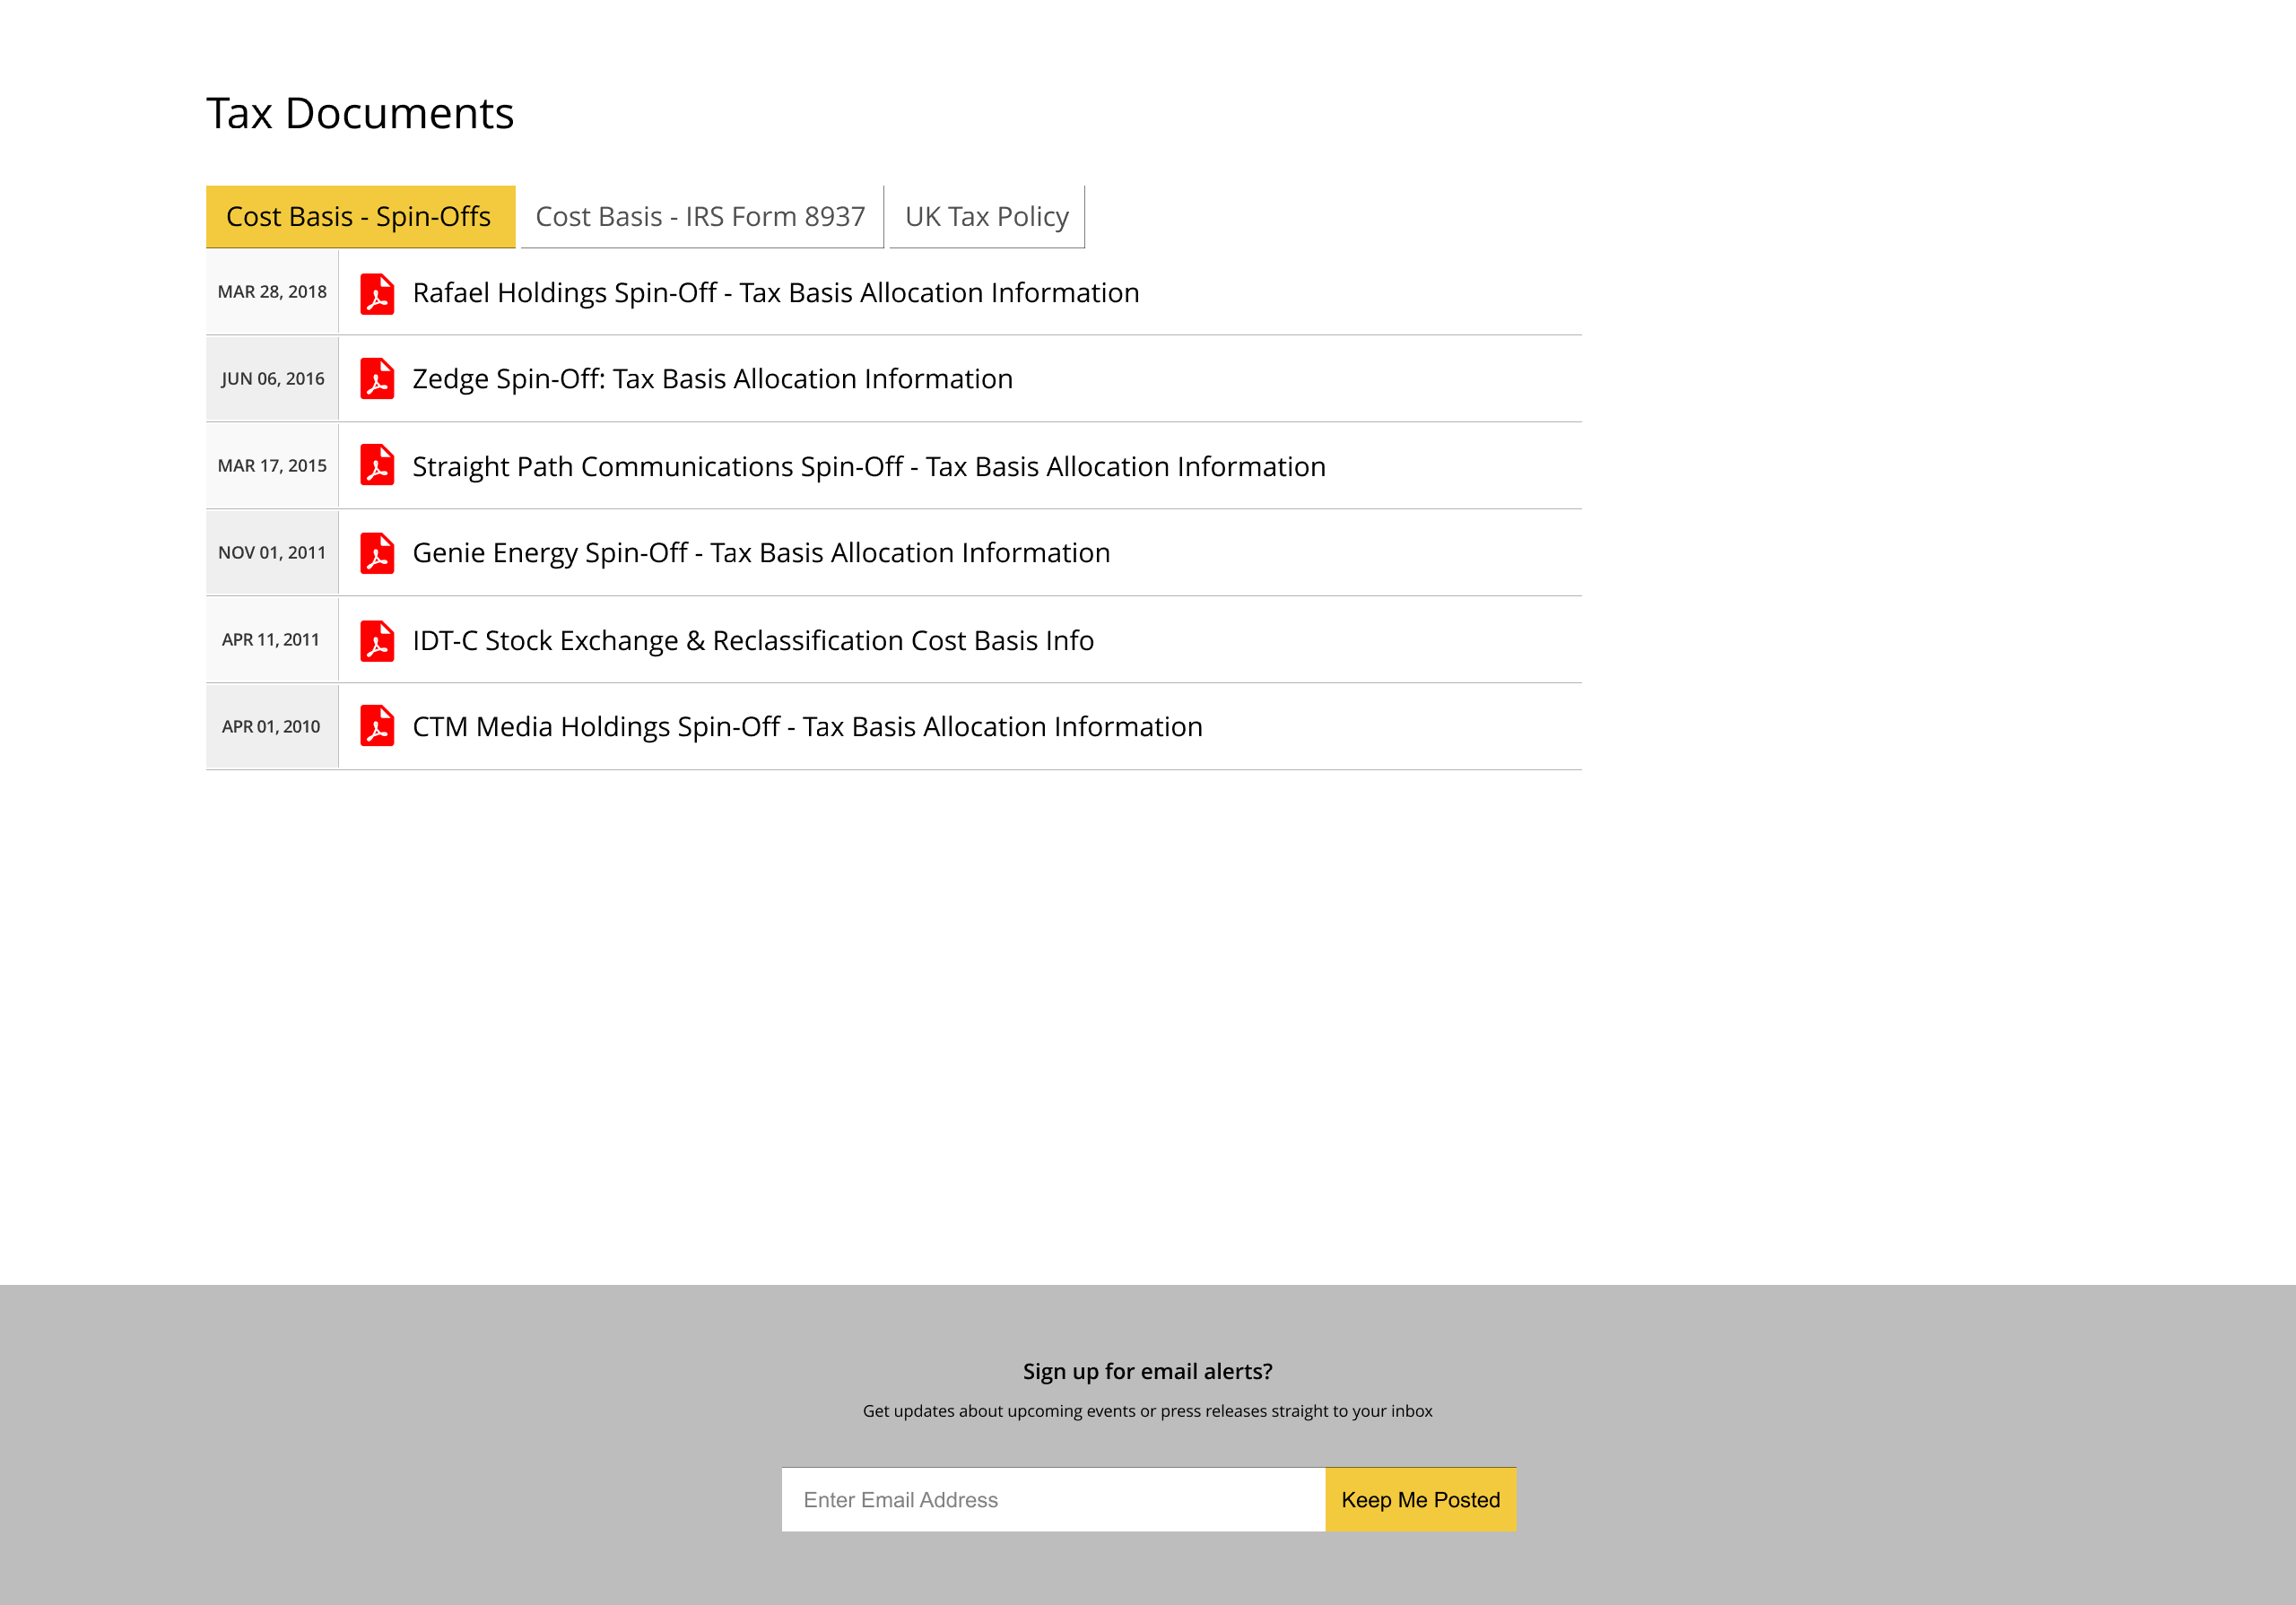 Tax Documents
Cost Basis - Spin-Offs
Cost Basis - IRS Form 8937
UK Tax Policy
MAR 28, 2018 Rafael Holdings Spin-Off - Tax Basis Allocation Information
JUN 06, 2016 Zedge Spin-Off: Tax Basis Allocation Information
MAR 17, 2015 Straight Path Communications Spin-Off - Tax Basis Allocation Information
NOV 01, 2011 Genie Energy Spin-Off - Tax Basis Allocation Information
APR 11, 2011 IDT-C Stock Exchange & Reclassification Cost Basis Info
APR 01, 2010 CTM Media Holdings Spin-Off - Tax Basis Allocation Information
Sign up for email alerts?
Get updates about upcoming events or press releases straight to your inbox
Enter Email Address
Keep Me Posted